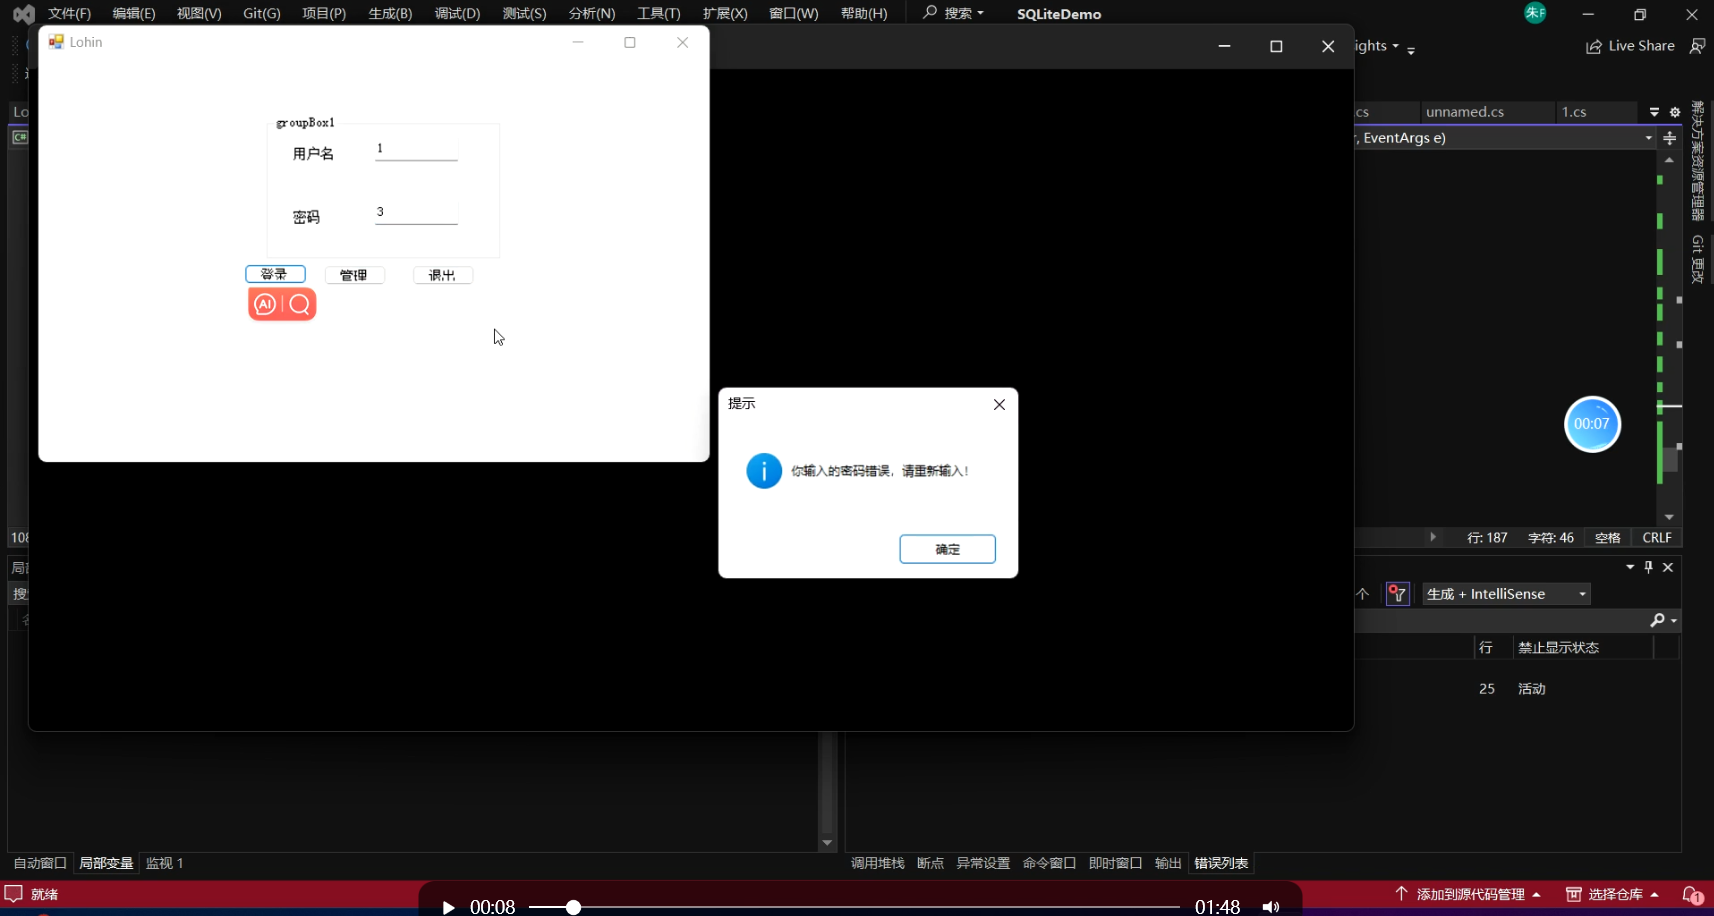 文件(F) 编辑(E) 视图(V) Git(G) 项目(P) 生成(B) 调试(D) 测试(S) 分析(N) 工具(T) 扩展(X) 窗口(W) 帮助(H) 搜索 SQLiteDemo 朱F
Lohin
ights Live Share
Lo
cs unnamed.cs 1.cs
C#
, EventArgs e)
解决方案资源管理器
Git 更改
groupBox1
用户名 1
密码 3
登录 管理 退出
AI
提示
你输入的密码错误，请重新输入！
确定
00:07
108
行: 187 字符: 46 空格 CRLF
个 生成 + IntelliSense
行 禁止显示状态
25 活动
自动窗口 局部变量 监视 1
调用堆栈 断点 异常设置 命令窗口 即时窗口 输出 错误列表
就绪
添加到源代码管理 选择仓库 1
00:08 01:48